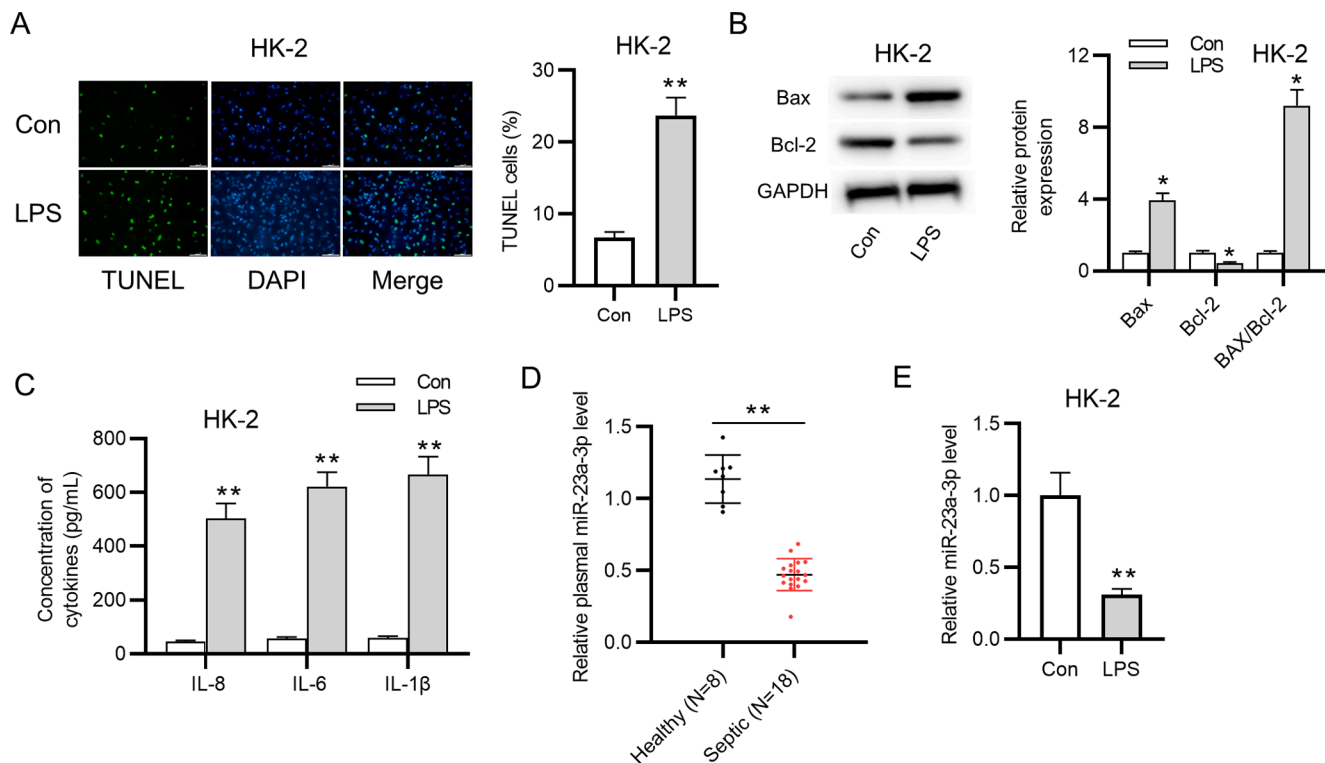 A
HK-2
Con
LPS
TUNEL
DAPI
Merge
HK-2
TUNEL cells (%)
30
20
10
0
**
Con
LPS
B
HK-2
Bax
Bcl-2
GAPDH
Con
LPS
Con
LPS
HK-2
Relative protein
expression
12
8
4
0
*
*
*
Bax
Bcl-2
BAX/Bcl-2
C
Con
LPS
HK-2
Concentration of
cytokines (pg/mL)
800
600
400
200
0
**
**
**
IL-8
IL-6
IL-1β
D
Relative plasmal miR-23a-3p level
1.5
1.0
0.5
0.0
**
Healthy (N=8)
Septic (N=18)
E
HK-2
Relative miR-23a-3p level
1.5
1.0
0.5
0.0
**
Con
LPS